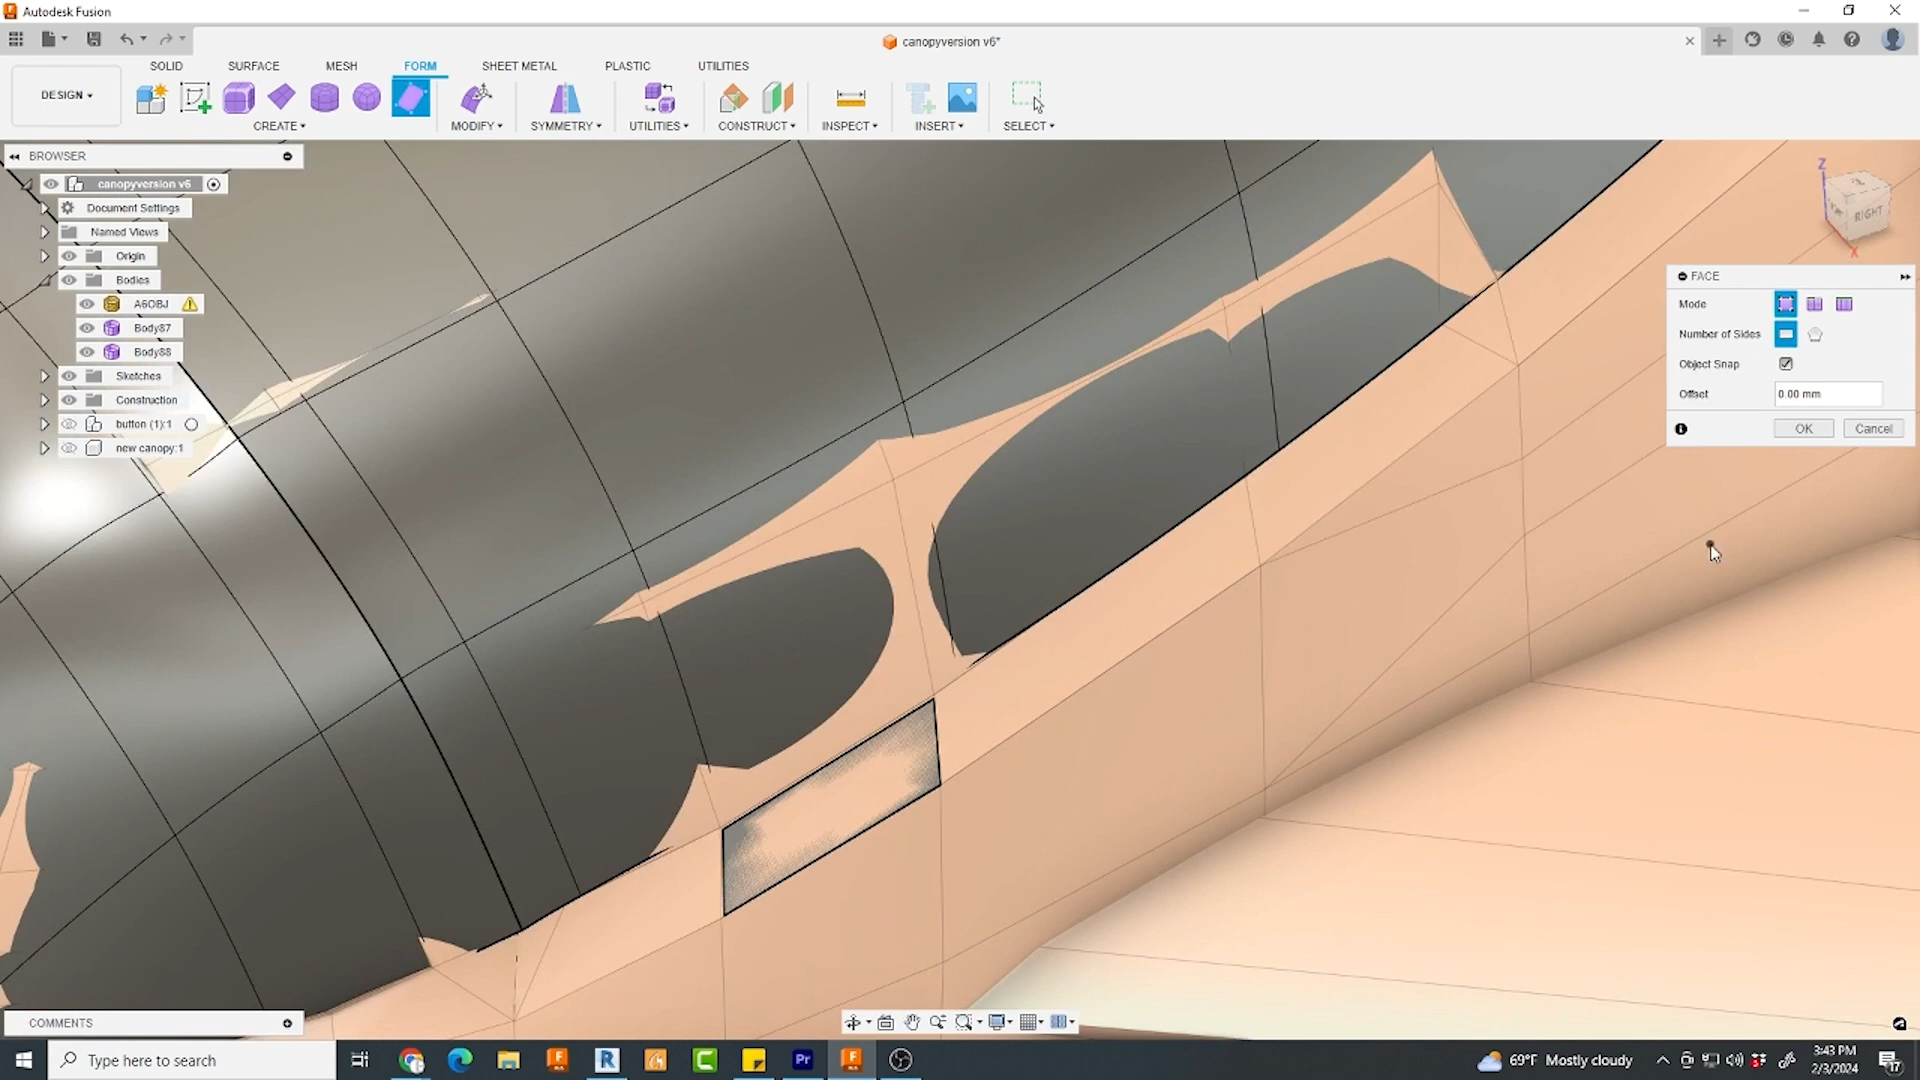 Autodesk Fusion
canopyversion v6*
DESIGN
SOLID SURFACE MESH FORM SHEET METAL PLASTIC UTILITIES
CREATE MODIFY SYMMETRY UTILITIES CONSTRUCT INSPECT INSERT SELECT
BROWSER
canopyversion v6
Document Settings
Named Views
Origin
Bodies
A6OBJ
Body87
Body88
Sketches
Construction
button (1):1
new canopy:1
Z
RIGHT
X
FACE
Mode
Number of Sides
Object Snap
Offset 0.00 mm
OK Cancel
COMMENTS
Type here to search
69°F Mostly cloudy
3:43 PM
2/3/2024
17